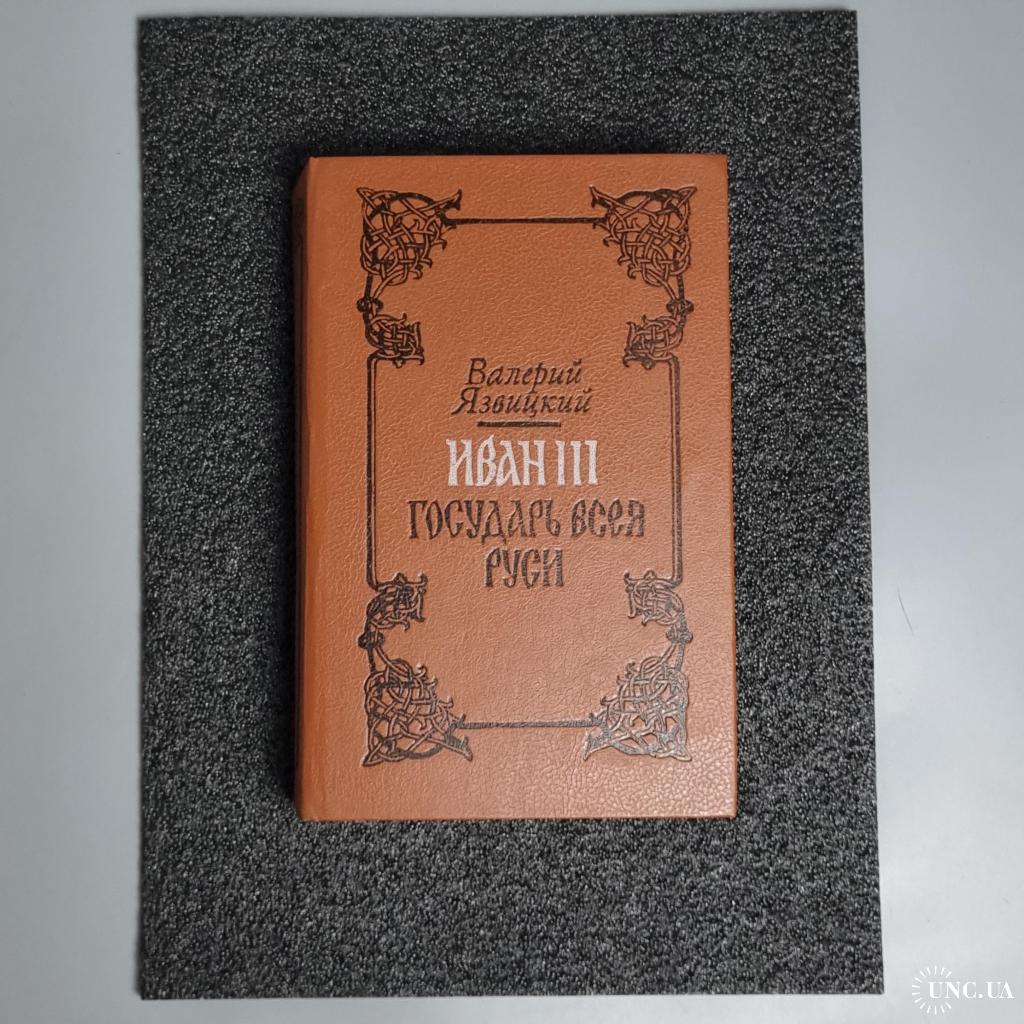 Валерий
Язвицкий
ИВАН III
ГОСУДАРЬ ВСЕЯ
РУСИ
UNC.UA